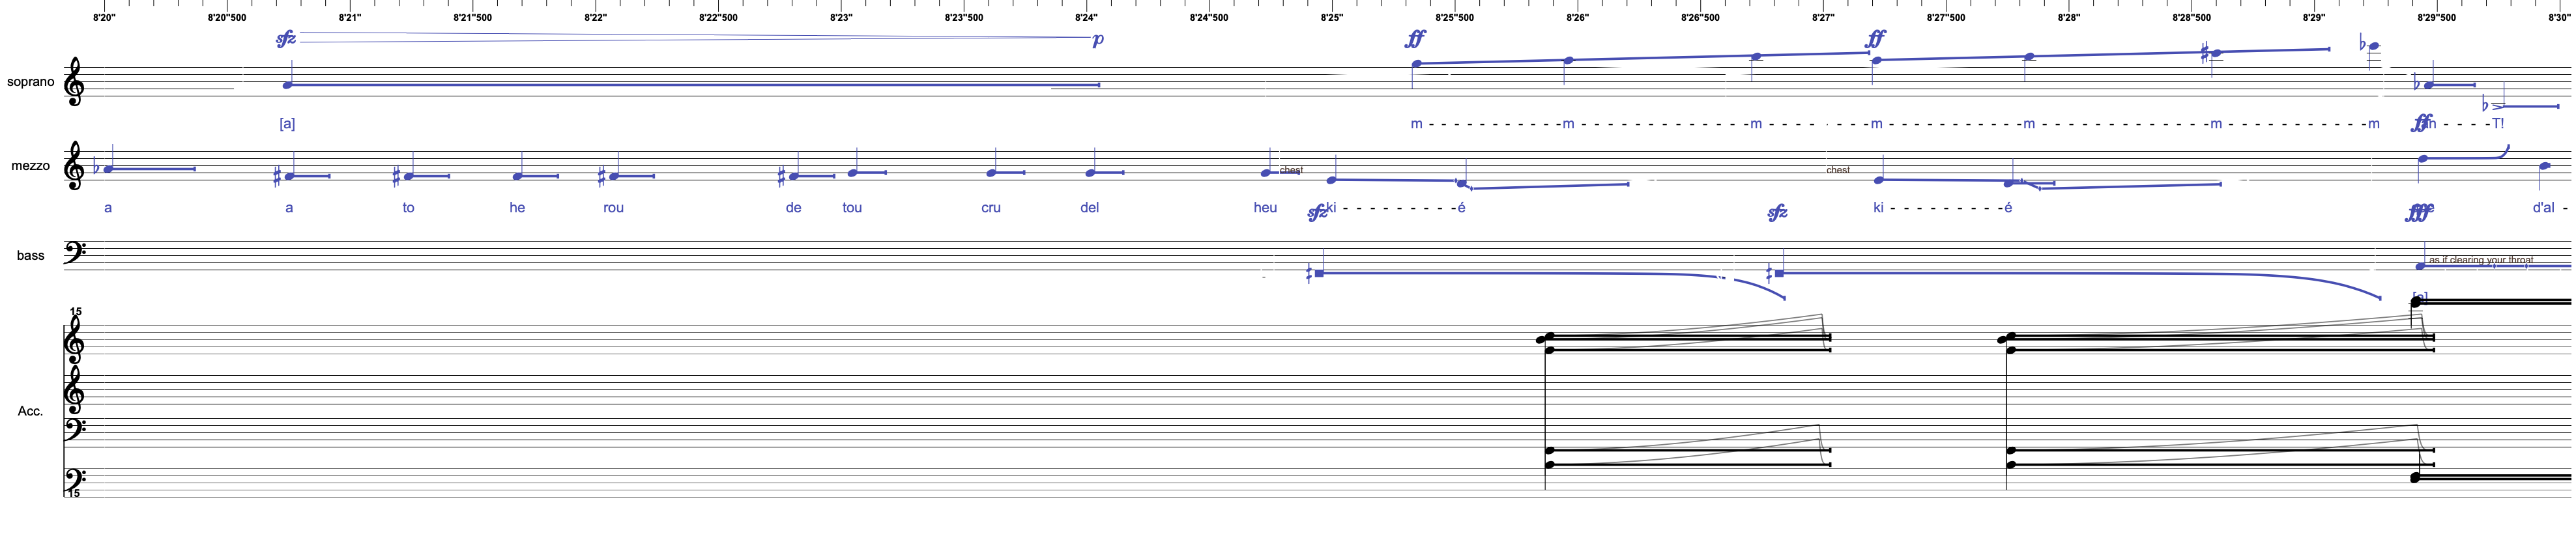 8'20" 8'20"500 8'21" 8'21"500 8'22" 8'22"500 8'23" 8'23"500 8'24" 8'24"500 8'25" 8'25"500 8'26" 8'26"500 8'27" 8'27"500 8'28" 8'28"500 8'29" 8'29"500 8'30"
sfz p ff ff
soprano
[a] m - m - m - m - m - m - m - T!
ff
mezzo
chest chest
a a to he rou de tou cru del heu ki - é ki - é d'al -
sfz sfz fff
bass
as if clearing your throat
15
Acc.
15